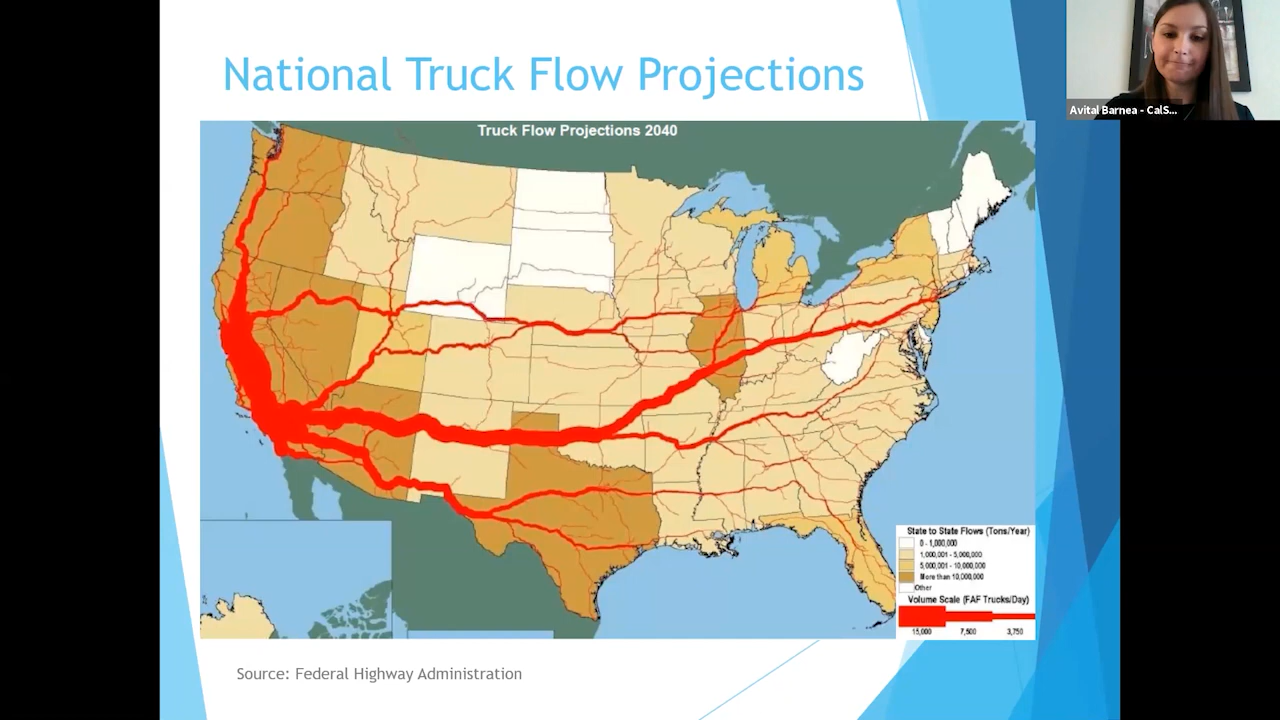 National Truck Flow Projections
Avital Barnea - CalS...
Truck Flow Projections 2040
State to State Flows (Tons/Year)
0 - 1,000,000
1,000,001 - 5,000,000
5,000,001 - 10,000,000
More than 10,000,000
Other
Volume Scale (FAF Trucks/Day)
15,000 7,500 3,750
Source: Federal Highway Administration